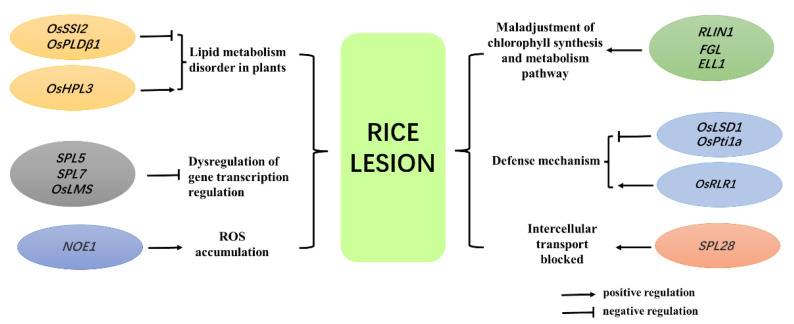 OsSSI2
OsPLDβ1
Lipid metabolism
disorder in plants
OsHPL3
SPL5
SPL7
OsLMS
Dysregulation of
gene transcription
regulation
NOE1
ROS
accumulation
RICE
LESION
Maladjustment of
chlorophyll synthesis
and metabolism
pathway
RLIN1
FGL
ELL1
Defense mechanism
OsLSD1
OsPti1a
OsRLR1
Intercellular
transport
blocked
SPL28
positive regulation
negative regulation